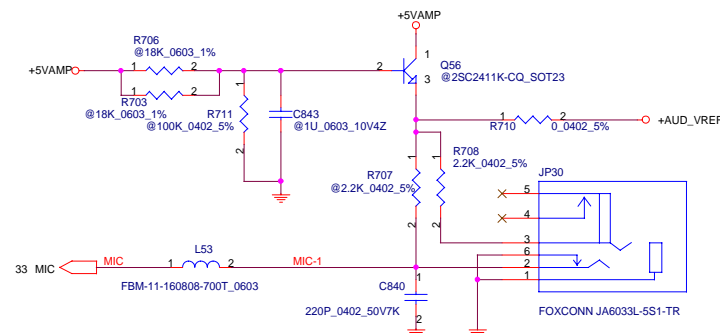 +5VAMP
R706
@18K_0603_1%
+5VAMP
1
2
1
2
R703
@18K_0603_1%
R711
@100K_0402_5%
1
2
C843
@1U_0603_10V4Z
2
1
3
Q56
@2SC2411K-CQ_SOT23
1
2
R710
0_0402_5%
+AUD_VREF
R707
@2.2K_0402_5%
1
2
R708
2.2K_0402_5%
1
2
JP30
5
4
3
6
2
1
FOXCONN JA6033L-5S1-TR
33 MIC
MIC
1
L53
2
FBM-11-160808-700T_0603
MIC-1
C840
220P_0402_50V7K
1
2